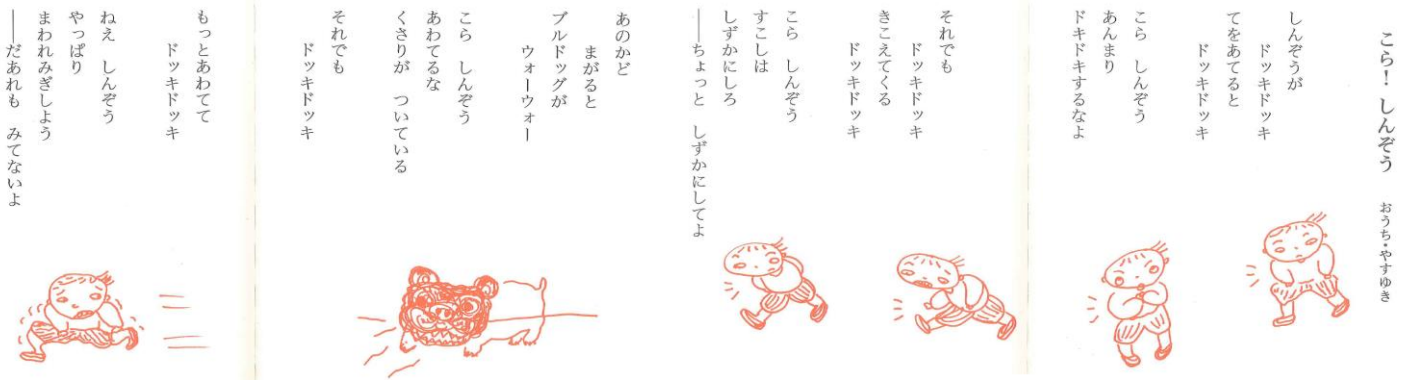 こら！ しんぞう おうち・やすゆき
しんぞうが
ドッキドッキ
てをあてると
ドッキドッキ
こら しんぞう
あんまり
ドキドキするなよ
それでも
ドッキドッキ
きこえてくる
ドッキドッキ
こら しんぞう
すこしは
しずかにしろ
――ちょっと しずかにしてよ
あのかど
まがると
ブルドッグが
ウォーウォー
こら しんぞう
あわてるな
くさりが ついている
それでも
ドッキドッキ
もっとあわてて
ドッキドッキ
ねえ しんぞう
やっぱり
まわれみぎしよう
――だあれも みてないよ